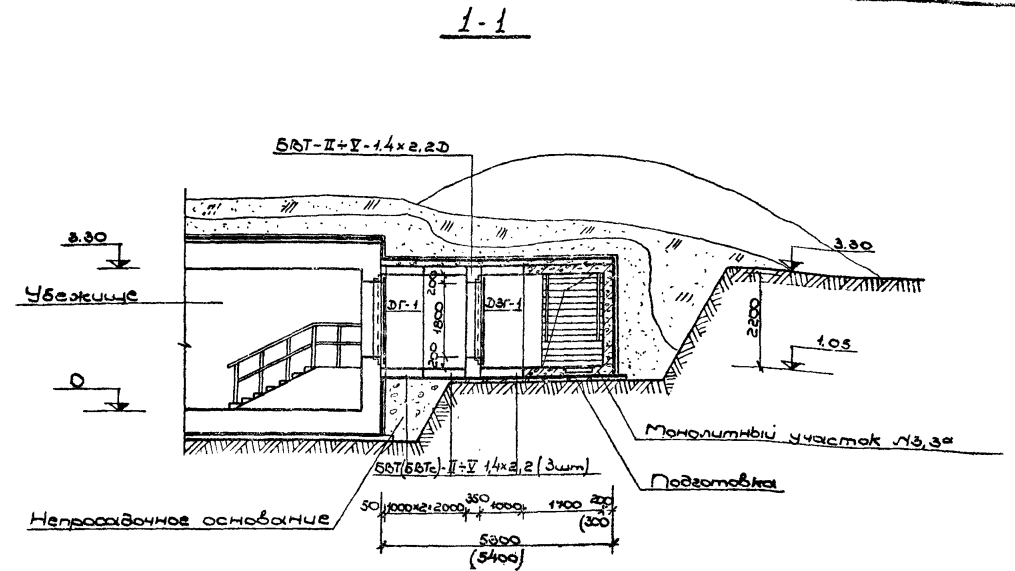 1-1
БВТ-II÷V-1.4×2,2Д
3.30
3.30
Убежище
ДГ-1
200
1800
200
ДЗГ-1
2200
1.05
0
Монолитный участок N3,3а
БВТ(БВТс)-II÷V 1,4×2,2(3шт)
Подготовка
50
1000×2=2000
350
1000
1700
200
(300
Непросадочное основание
5300
(5400)